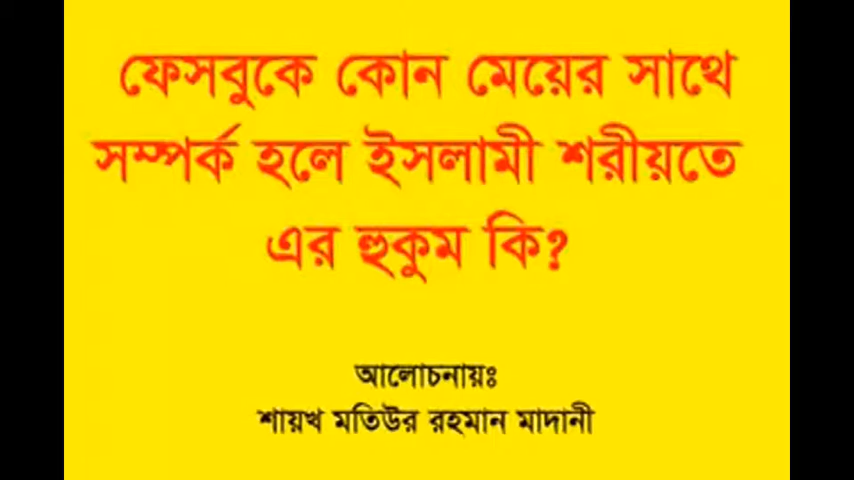 ফেসবুকে কোন মেয়ের সাথে
সম্পর্ক হলে ইসলামী শরীয়তে
এর হুকুম কি?
আলোচনায়ঃ
শায়খ মতিউর রহমান মাদানী